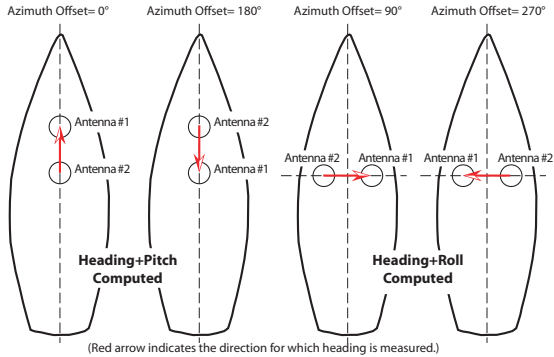 Azimuth Offset= 0°
Azimuth Offset= 180°
Azimuth Offset= 90°
Azimuth Offset= 270°
Antenna #1
Antenna #2
Antenna #2
Antenna #1
Antenna #2
Antenna #1
Antenna #1
Antenna #2
Heading+Pitch
Computed
Heading+Roll
Computed
(Red arrow indicates the direction for which heading is measured.)